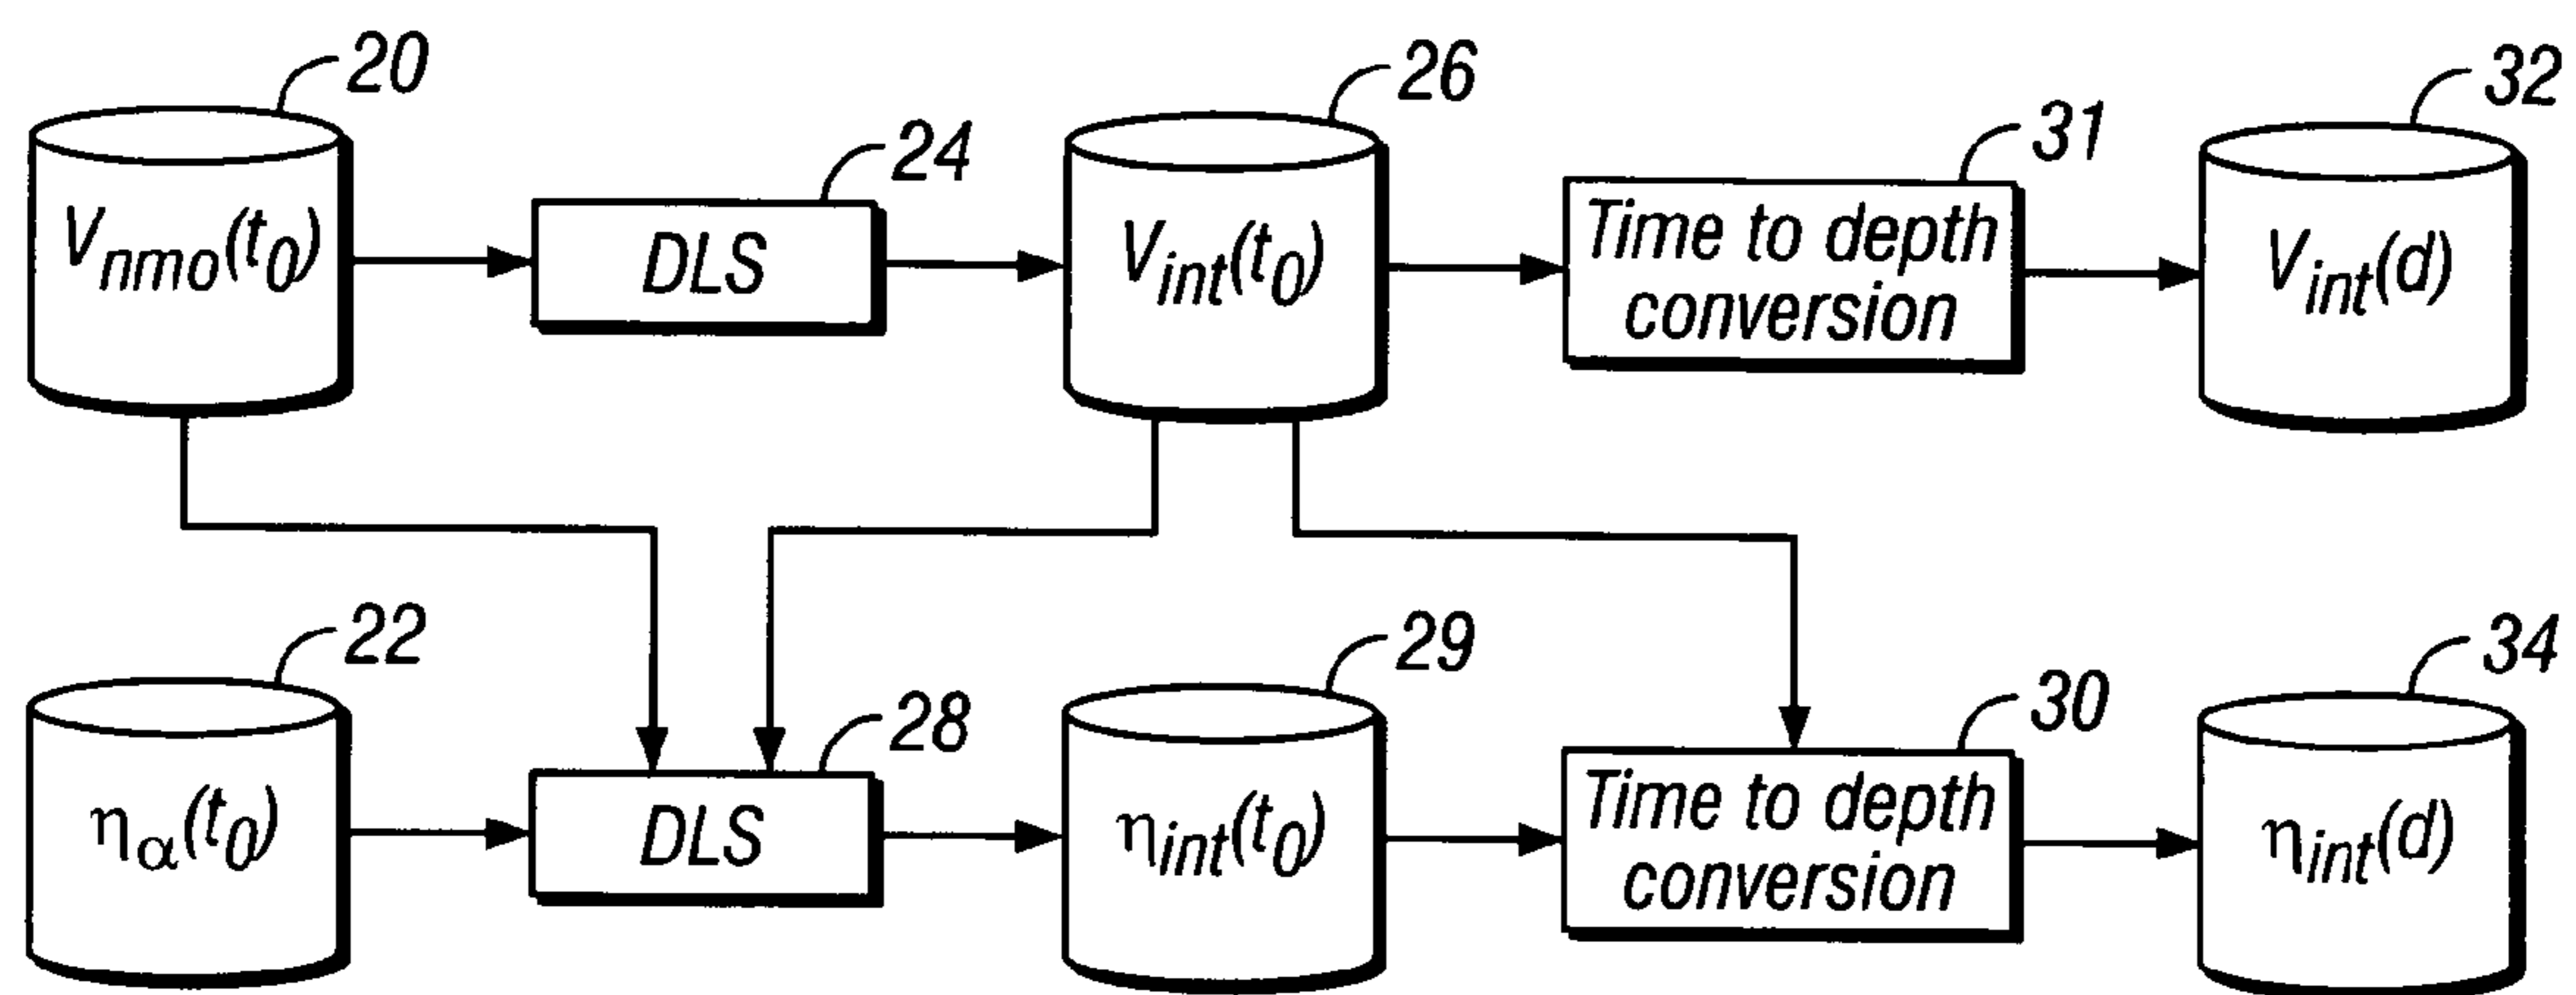 20
26
32
24
31
V_nmo(t_0)
DLS
V_int(t_0)
Time to depth
conversion
V_int(d)
22
29
34
28
30
η_α(t_0)
DLS
η_int(t_0)
Time to depth
conversion
η_int(d)